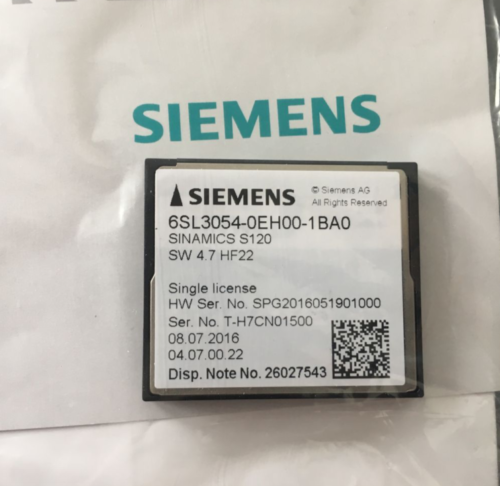 SIEMENS
SIEMENS
© Siemens AG
All Rights Reserved
6SL3054-0EH00-1BA0
SINAMICS S120
SW 4.7 HF22
Single license
HW Ser. No. SPG2016051901000
Ser. No. T-H7CN01500
08.07.2016
04.07.00.22
Disp. Note No. 26027543